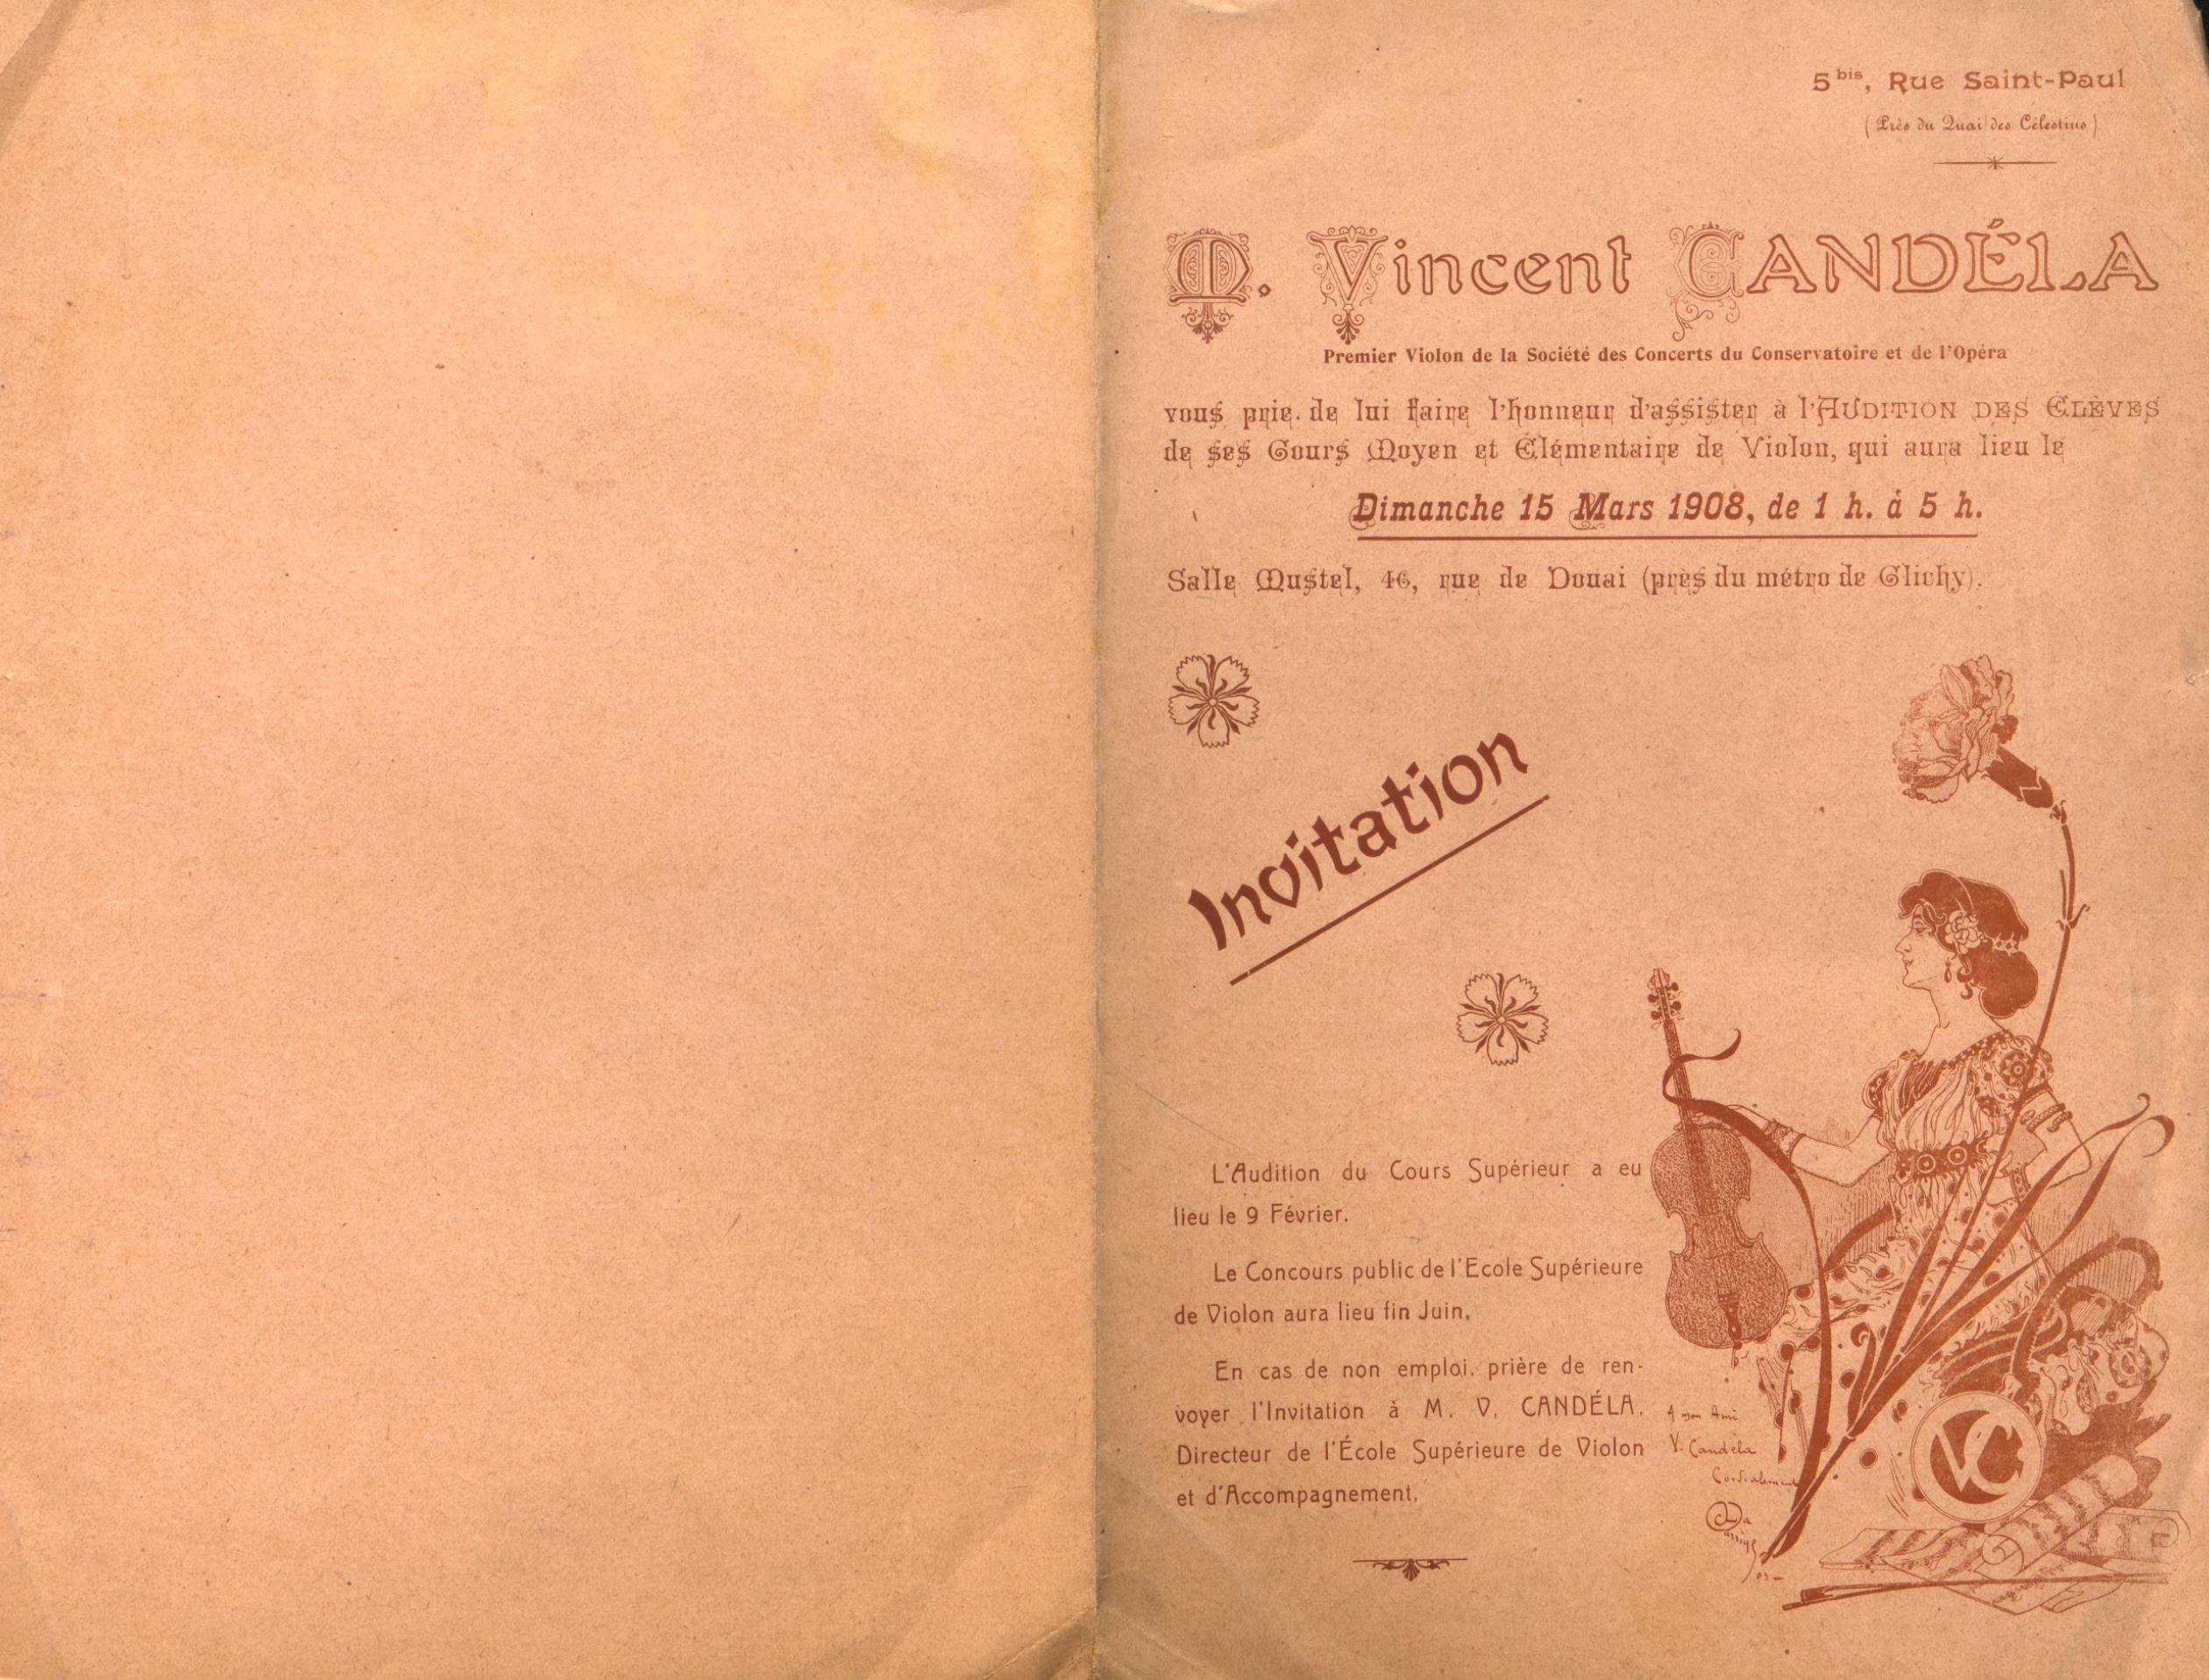 5 bis, Rue Saint-Paul
(Près du Quai des Célestins)
M. Vincent CANDÉLA
Premier Violon de la Société des Concerts du Conservatoire et de l'Opéra
vous prie de lui faire l'honneur d'assister à l'AUDITION DES ELÈVES
de ses Cours Moyen et Élémentaire de Violon, qui aura lieu le
Dimanche 15 Mars 1908, de 1 h. à 5 h.
Salle Mustel, 46, rue de Douai (près du métro de Clichy).
Invitation
L'Audition du Cours Supérieur a eu
lieu le 9 Février.
Le Concours public de l'Ecole Supérieure
de Violon aura lieu fin Juin.
En cas de non emploi, prière de ren-
voyer l'Invitation à M. V. CANDÉLA,
Directeur de l'École Supérieure de Violon
et d'Accompagnement.
A mon Ami
V. Candéla
Cordialement
VC